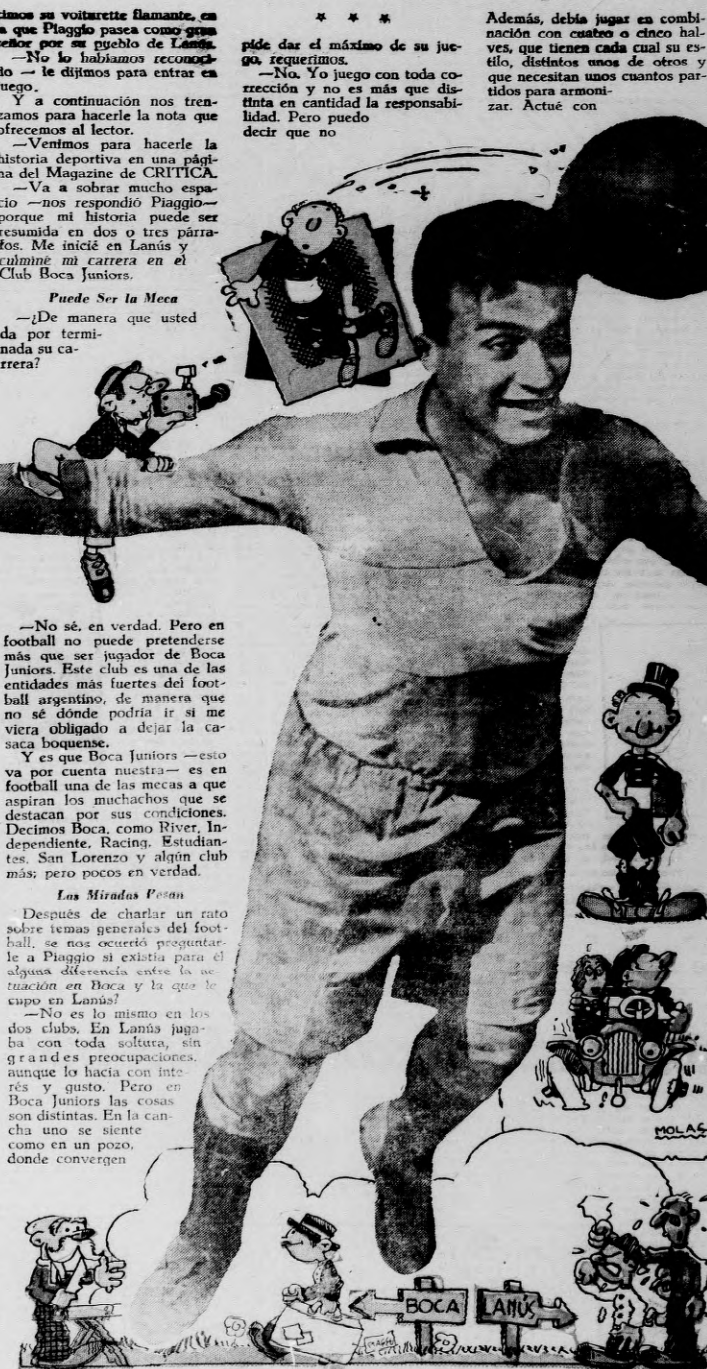 timos su voiturette flamante, en
a que Piaggio pasea como gran
señor por su pueblo de Lanús.
—No lo habíamos reconoci-
do — le dijimos para entrar en
uego.
Y a continuación nos tren-
zamos para hacerle la nota que
ofrecemos al lector.
—Venimos para hacerle la
historia deportiva en una pági-
na del Magazine de CRITICA.
—Va a sobrar mucho espa-
cio —nos respondió Piaggio—
porque mi historia puede ser
resumida en dos o tres párra-
fos. Me inicié en Lanús y
culminé mi carrera en el
Club Boca Juniors.
Puede Ser la Meca
—¿De manera que usted
da por termi-
nada su ca-
rrera?
—No sé, en verdad. Pero en
football no puede pretenderse
más que ser jugador de Boca
Juniors. Este club es una de las
entidades más fuertes del foot-
ball argentino, de manera que
no sé dónde podría ir si me
viera obligado a dejar la ca-
saca boquense.
Y es que Boca Juniors —esto
va por cuenta nuestra— es en
football una de las mecas a que
aspiran los muchachos que se
destacan por sus condiciones.
Decimos Boca, como River, In-
dependiente, Racing, Estudian-
tes, San Lorenzo y algún club
más; pero pocos en verdad.
Las Miradas Pesan
Después de charlar un rato
sobre temas generales del foot-
ball, se nos ocurrió preguntar-
le a Piaggio si existía para él
alguna diferencia entre la ac-
tuación en Boca y la que le
cupo en Lanús?
—No es lo mismo en los
dos clubs. En Lanús juga-
ba con toda soltura, sin
grandes preocupaciones,
aunque lo hacía con inte-
rés y gusto. Pero en
Boca Juniors las cosas
son distintas. En la can-
cha uno se siente
como en un pozo,
donde convergen
* * *
pide dar el máximo de su jue-
go, requerimos.
—No. Yo juego con toda co-
rrección y no es más que dis-
tinta en cantidad la responsabi-
lidad. Pero puedo
decir que no
Además, debía jugar en combi-
nación con cuatro o cinco hal-
ves, que tienen cada cual su es-
tilo, distintos unos de otros y
que necesitan unos cuantos par-
tidos para armoni-
zar. Actué con
MOLAS
BOCA
LANÚS